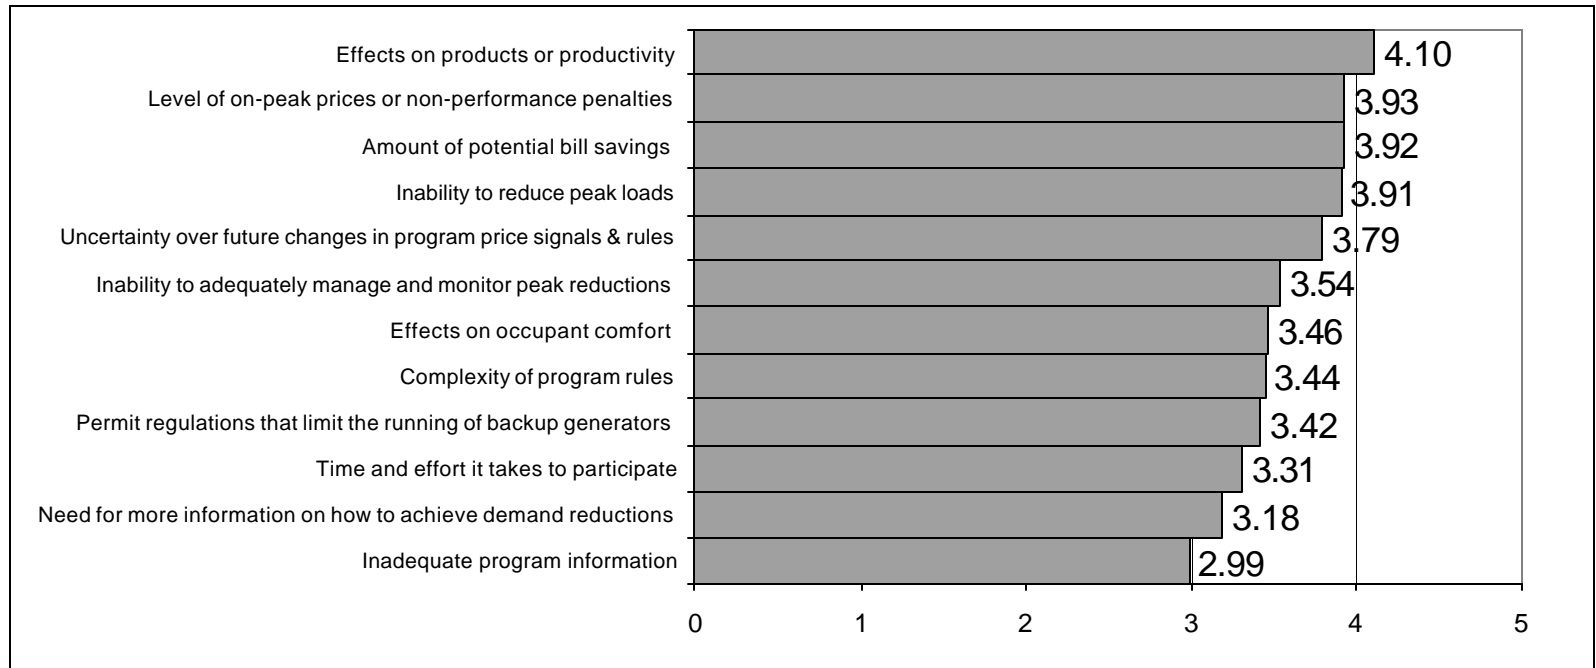 Effects on products or productivity 4.10
Level of on-peak prices or non-performance penalties 3.93
Amount of potential bill savings 3.92
Inability to reduce peak loads 3.91
Uncertainty over future changes in program price signals & rules 3.79
Inability to adequately manage and monitor peak reductions 3.54
Effects on occupant comfort 3.46
Complexity of program rules 3.44
Permit regulations that limit the running of backup generators 3.42
Time and effort it takes to participate 3.31
Need for more information on how to achieve demand reductions 3.18
Inadequate program information 2.99
0 1 2 3 4 5